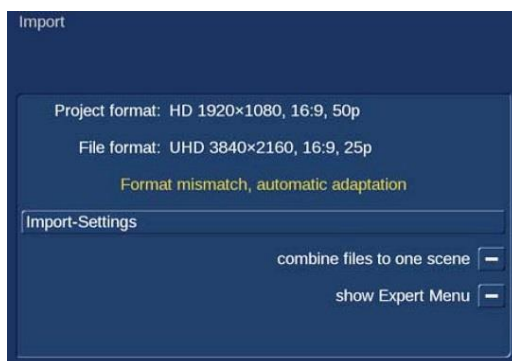 Import
Project format: HD 1920×1080, 16:9, 50p
File format: UHD 3840×2160, 16:9, 25p
Format mismatch, automatic adaptation
Import-Settings
combine files to one scene
show Expert Menu